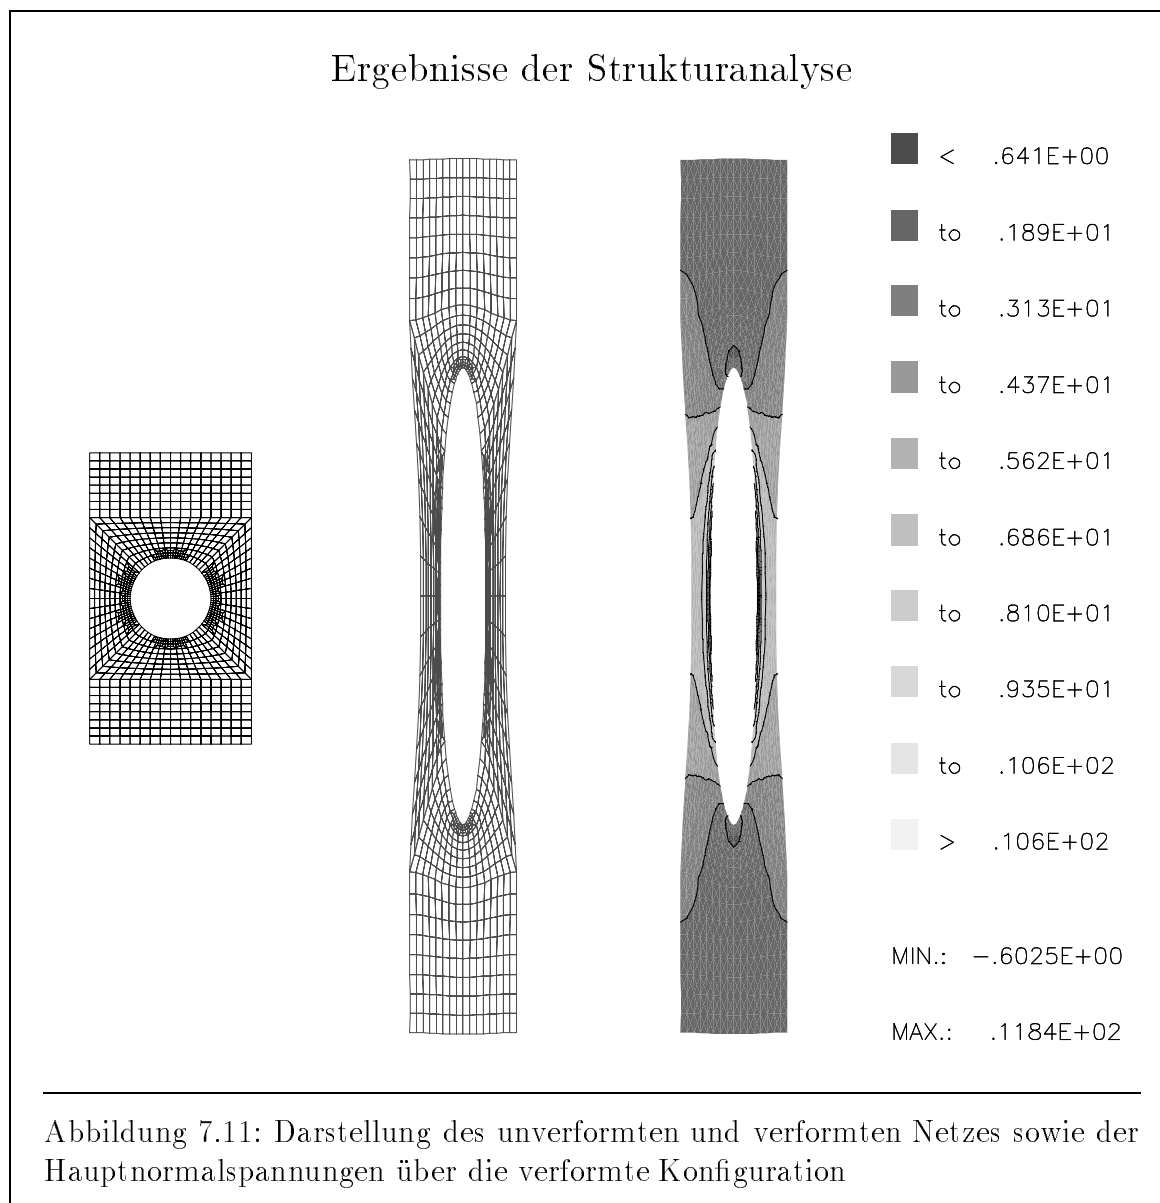 Ergebnisse der Strukturanalyse
< .641E+00
to .189E+01
to .313E+01
to .437E+01
to .562E+01
to .686E+01
to .810E+01
to .935E+01
to .106E+02
> .106E+02
MIN.: −.6025E+00
MAX.: .1184E+02
Abbildung 7.11: Darstellung des unverformten und verformten Netzes sowie der
Hauptnormalspannungen über die verformte Konfiguration